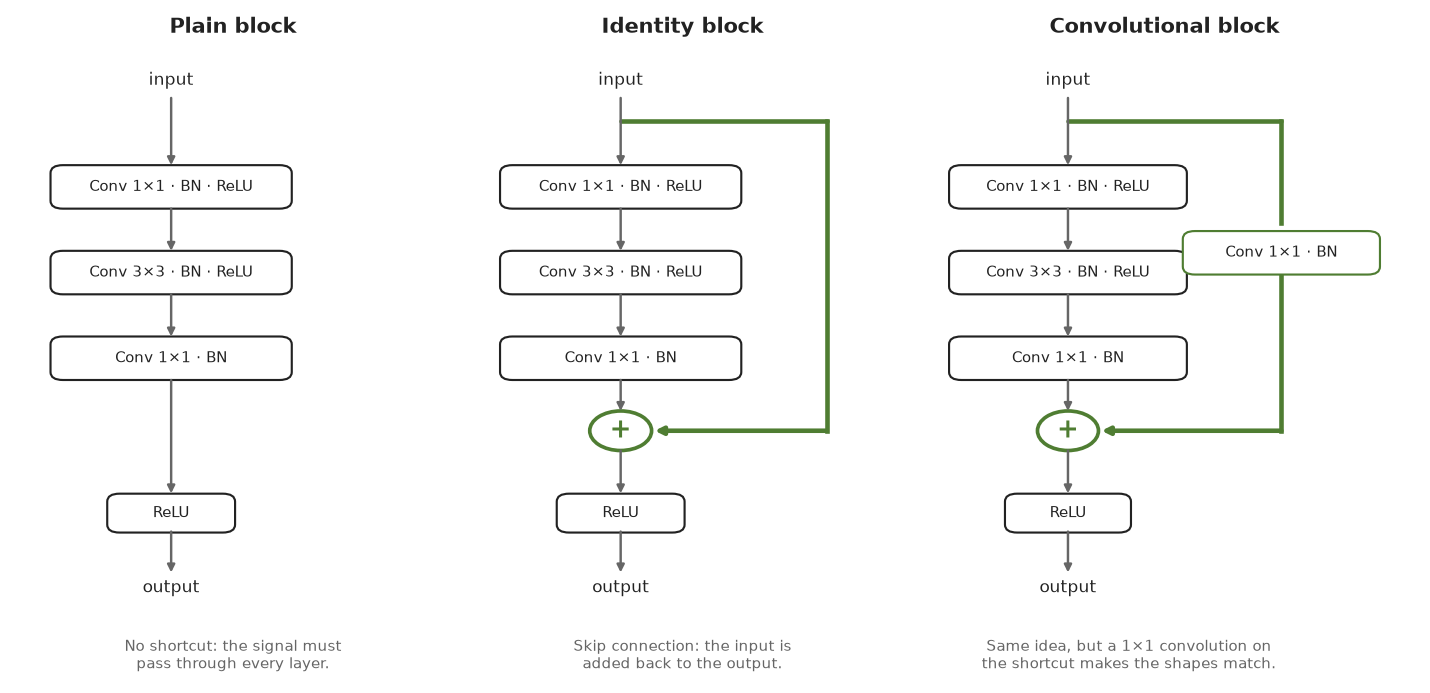 Plain block
input
Conv 1×1 · BN · ReLU
Conv 3×3 · BN · ReLU
Conv 1×1 · BN
ReLU
output
No shortcut: the signal must
pass through every layer.
Identity block
input
Conv 1×1 · BN · ReLU
Conv 3×3 · BN · ReLU
Conv 1×1 · BN
+
ReLU
output
Skip connection: the input is
added back to the output.
Convolutional block
input
Conv 1×1 · BN · ReLU
Conv 3×3 · BN · ReLU
Conv 1×1 · BN
Conv 1×1 · BN
+
ReLU
output
Same idea, but a 1×1 convolution on
the shortcut makes the shapes match.